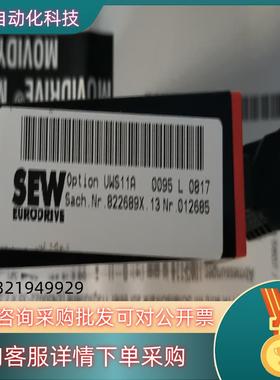 自动化科技
MOVIDRIVE M
MOVIDY
Option UWS11A 0095 L 0817
Sach.Nr.822689X.13 Nr.012685
SEW
EURODRIVE
321949929
咨询采购批发可对公开票
客服详情下单采购